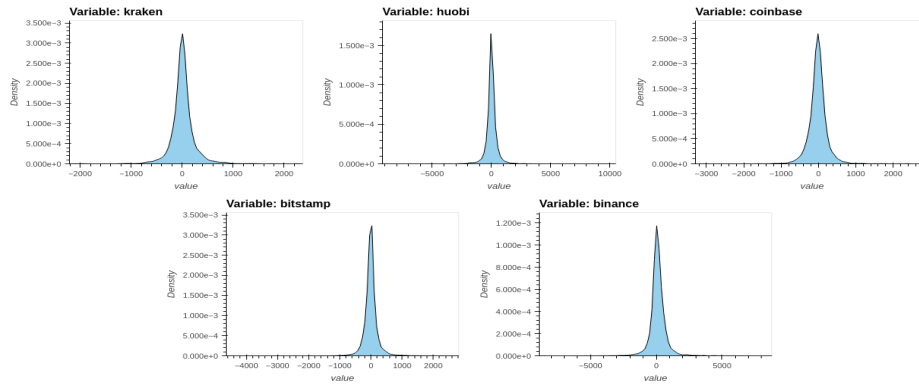 Variable: kraken
3.500e−3
3.000e−3
2.500e−3
2.000e−3
1.500e−3
1.000e−3
5.000e−4
0.000e+0
Density
−2000 −1000 0 1000 2000
value
Variable: huobi
1.500e−3
1.000e−3
5.000e−4
0.000e+0
Density
−5000 0 5000 10000
value
Variable: coinbase
2.500e−3
2.000e−3
1.500e−3
1.000e−3
5.000e−4
0.000e+0
Density
−3000 −2000 −1000 0 1000 2000
value
Variable: bitstamp
3.500e−3
3.000e−3
2.500e−3
2.000e−3
1.500e−3
1.000e−3
5.000e−4
0.000e+0
Density
−4000 −3000 −2000 −1000 0 1000 2000
value
Variable: binance
1.200e−3
1.000e−3
8.000e−4
6.000e−4
4.000e−4
2.000e−4
0.000e+0
Density
−5000 0 5000
value